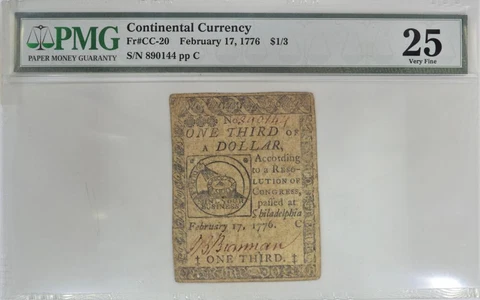 PMG
PAPER MONEY GUARANTY
Continental Currency
Fr#CC-20 February 17, 1776 $1/3
S/N 890144 pp C
25
Very Fine
No.
ONE THIRD OF
A DOLLAR,
According
to a RESO-
LUTION OF
CONGRESS,
passed at
Philadelphia
February 17, 1776. C
ONE THIRD.